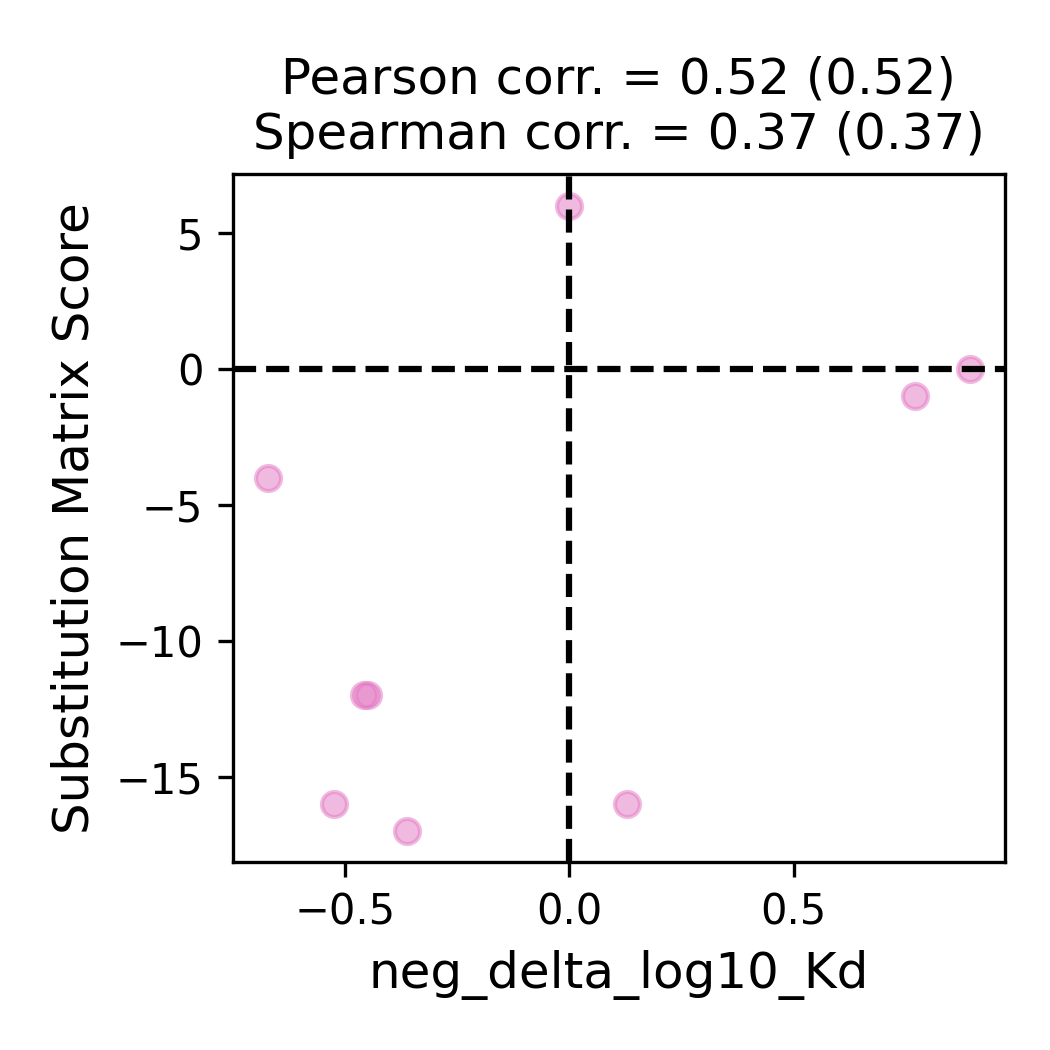 Pearson corr. = 0.52 (0.52)
Spearman corr. = 0.37 (0.37)
Substitution Matrix Score
5
0
−5
−10
−15
−0.5 0.0 0.5
neg_delta_log10_Kd